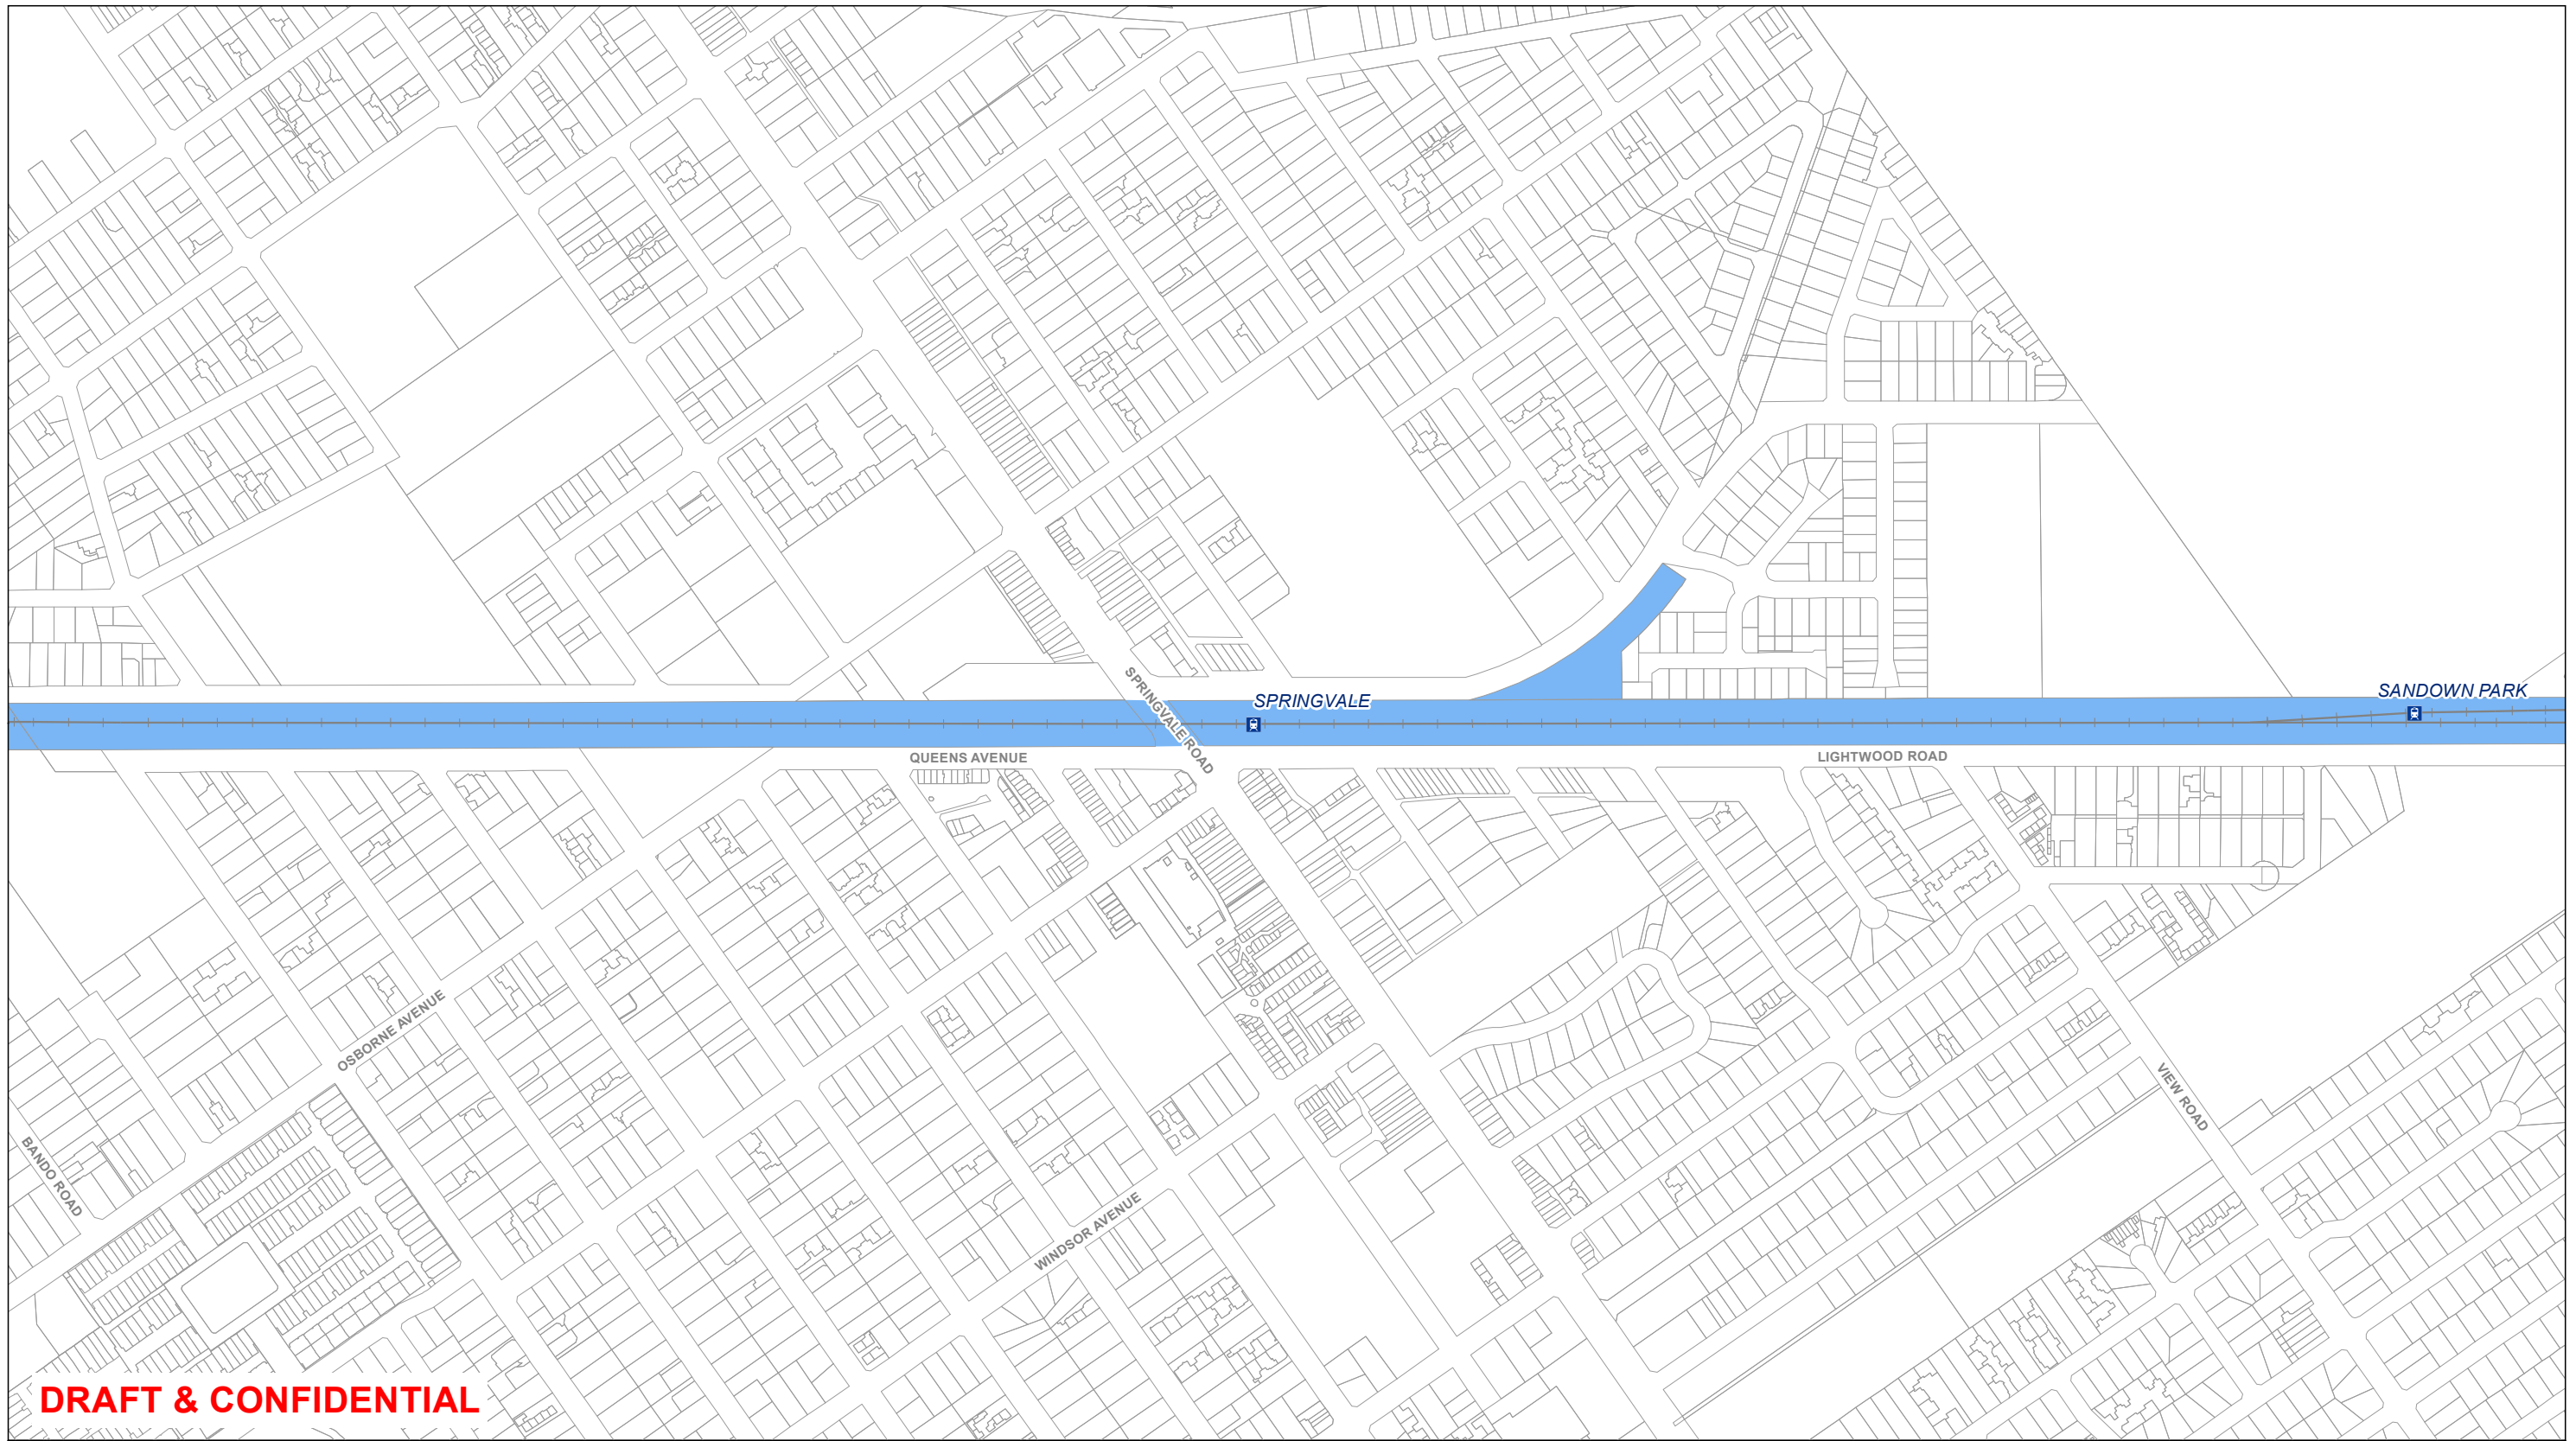 SANDOWN PARK
SPRINGVALE
SPRINGVALE ROAD
QUEENS AVENUE
LIGHTWOOD ROAD
OSBORNE AVENUE
VIEW ROAD
BANDO ROAD
WINDSOR AVENUE
DRAFT & CONFIDENTIAL